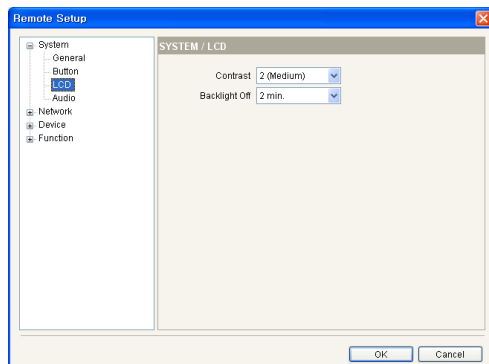 Remote Setup
System
General
Button
LCD
Audio
Network
Device
Function
SYSTEM / LCD
Contrast 2 (Medium)
Backlight Off 2 min.
OK Cancel